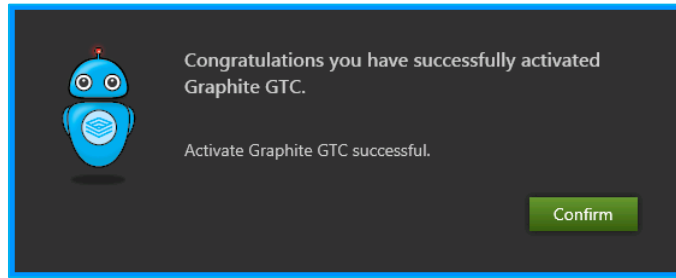 Congratulations you have successfully activated
Graphite GTC.
Activate Graphite GTC successful.
Confirm